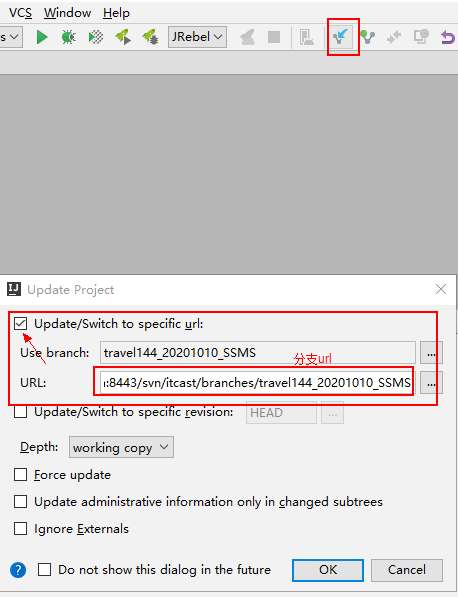 VCS Window Help
s JRebel
Update Project
Update/Switch to specific url:
Use branch: travel144_20201010_SSMS ...
分支url
URL: :8443/svn/itcast/branches/travel144_20201010_SSMS ...
Update/Switch to specific revision: HEAD ...
Depth: working copy
Force update
Update administrative information only in changed subtrees
Ignore Externals
? Do not show this dialog in the future OK Cancel